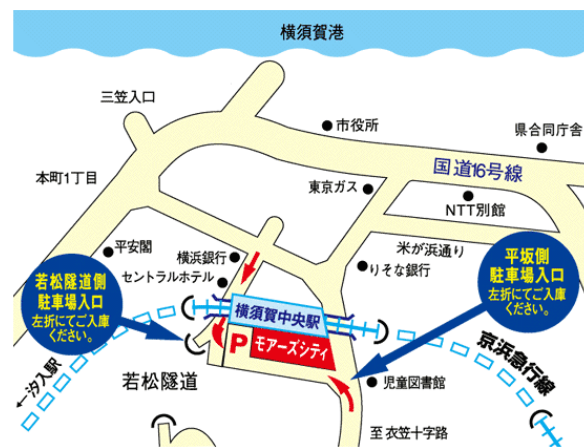 横須賀港
三笠入口
市役所
県合同庁舎
国道16号線
本町1丁目
東京ガス
NTT別館
米が浜通り
平安閣
横浜銀行
セントラルホテル
りそな銀行
若松隧道側
駐車場入口
左折にてご入庫
ください。
平坂側
駐車場入口
左折にてご入庫
ください。
横須賀中央駅
P モアーズシティ
京浜急行線
←汐入駅
若松隧道
児童図書館
至 衣笠十字路